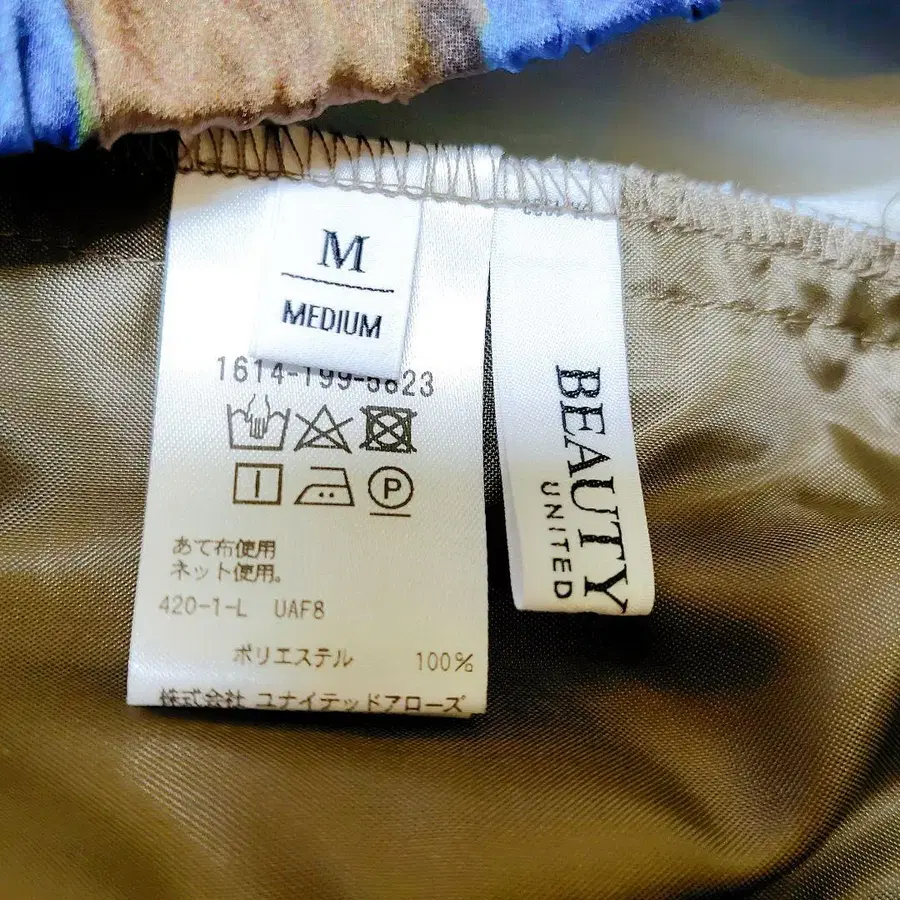 M
MEDIUM
1614-199-5823
P
あて布使用
ネット使用。
420-1-L UAF8
ポリエステル 100%
株式会社 ユナイテッドアローズ
BEAUTY
UNITED